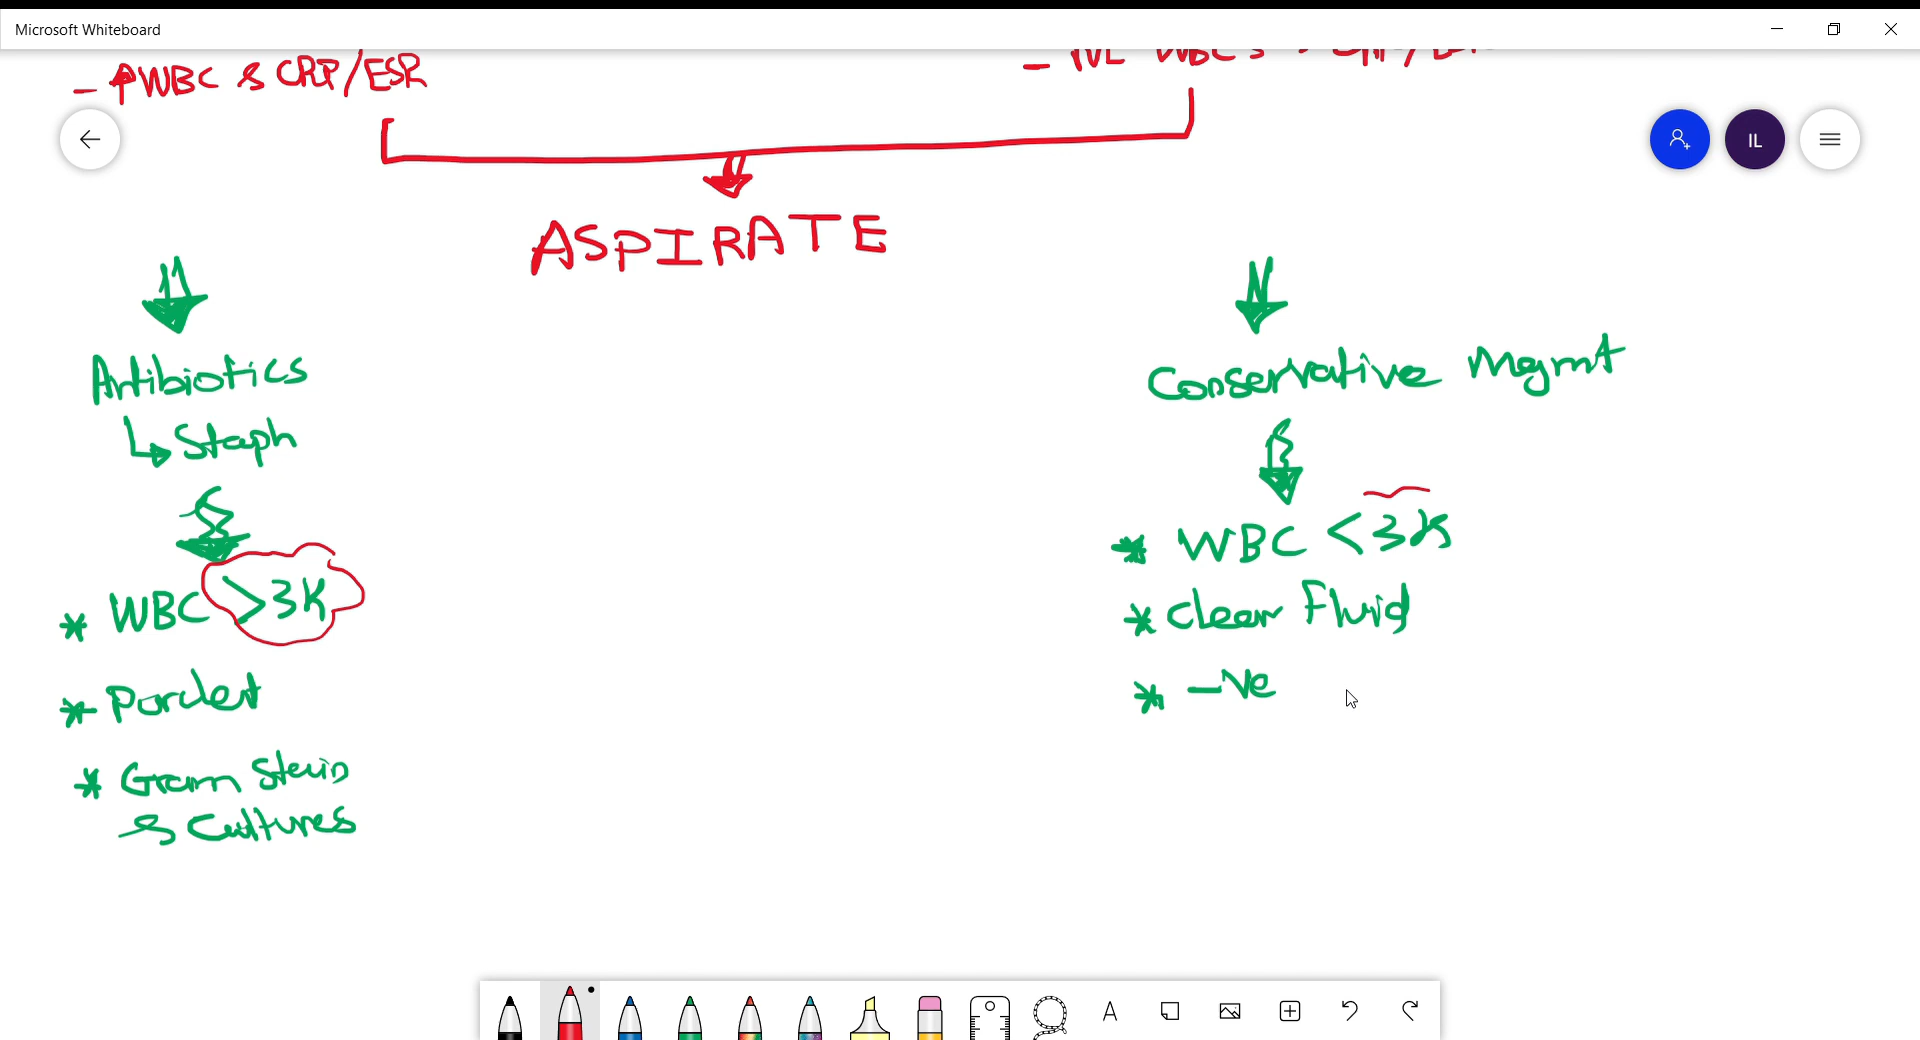 Microsoft Whiteboard
- ↑WBC & CRP/ESR
IL
ASPIRATE
Antibiotics
↳ Staph
* WBC >3K
* Gram Stain
& Cultures
Conservative Mgmt
* WBC <3K
* Clear Fluid
* -ve
A